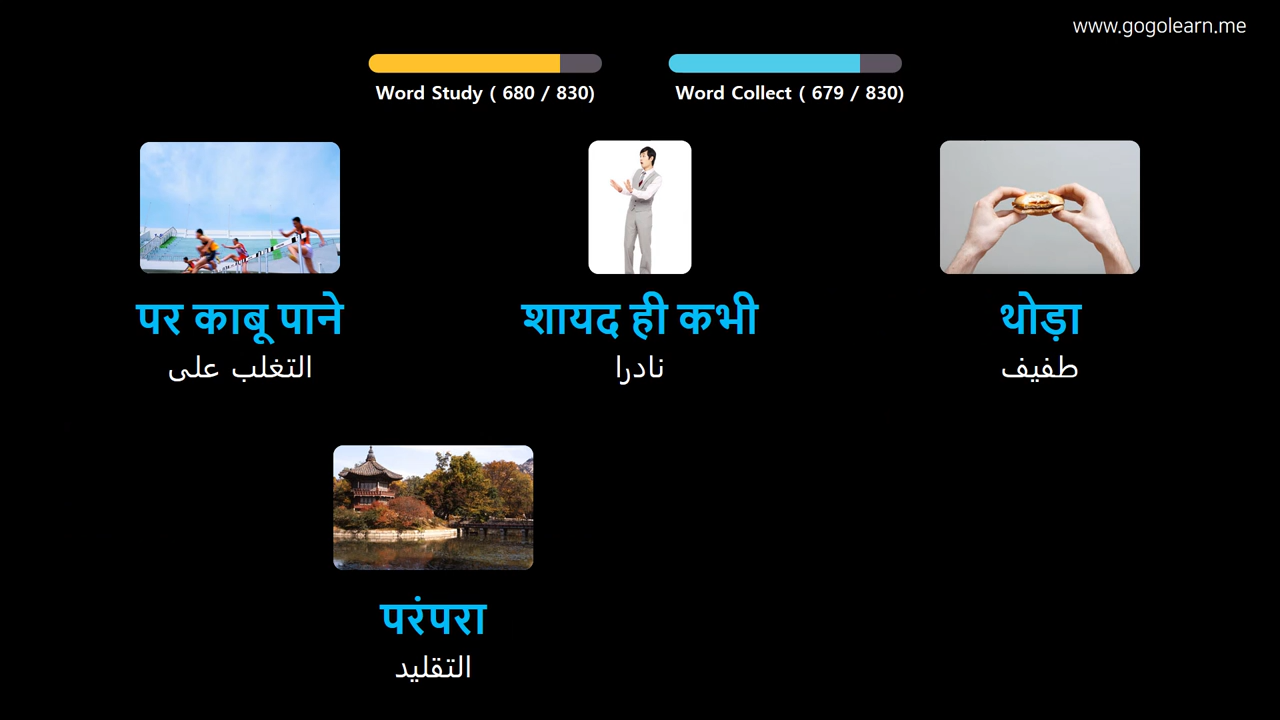 www.gogolearn.me
Word Study ( 680 / 830)
Word Collect ( 679 / 830)
पर काबू पाने
التغلب على
शायद ही कभी
نادرا
थोड़ा
طفيف
परंपरा
التقليد